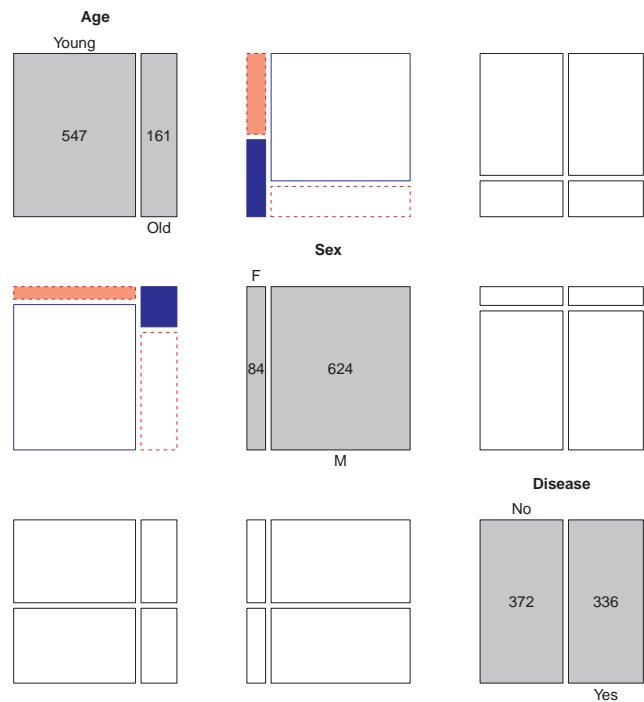 Age
Young
547
161
Old
Sex
F
84
624
M
Disease
No
372
336
Yes